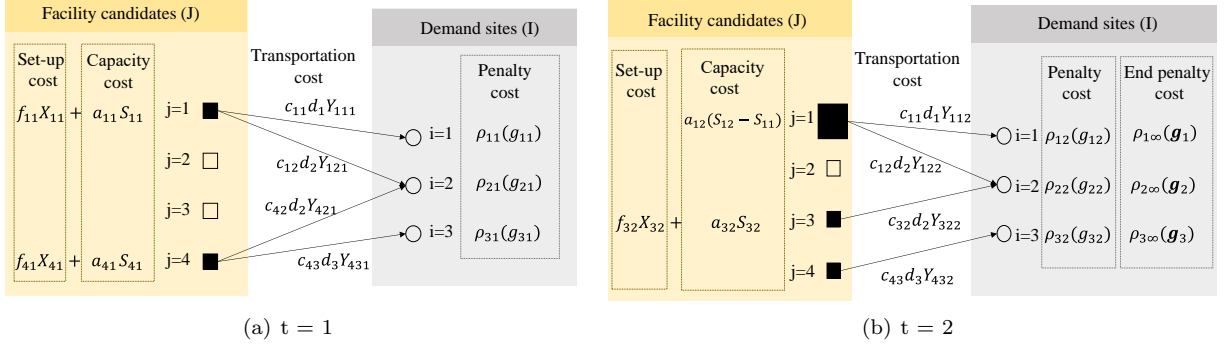 Facility candidates (J)
Demand sites (I)
Set-up cost
Capacity cost
Transportation cost
Penalty cost
f₁₁X₁₁ + a₁₁S₁₁ j=1
c₁₁d₁Y₁₁₁
i=1 ρ₁₁(g₁₁)
j=2
c₁₂d₂Y₁₂₁
i=2 ρ₂₁(g₂₁)
j=3
c₄₂d₂Y₄₂₁
i=3 ρ₃₁(g₃₁)
f₄₁X₄₁ + a₄₁S₄₁ j=4
c₄₃d₃Y₄₃₁
(a) t = 1
Facility candidates (J)
Demand sites (I)
Set-up cost
Capacity cost
Transportation cost
Penalty cost
End penalty cost
a₁₂(S₁₂ − S₁₁) j=1
c₁₁d₁Y₁₁₂
i=1 ρ₁₂(g₁₂) ρ₁∞(g₁)
j=2
c₁₂d₂Y₁₂₂
i=2 ρ₂₂(g₂₂) ρ₂∞(g₂)
f₃₂X₃₂ + a₃₂S₃₂ j=3
c₃₂d₂Y₃₂₂
i=3 ρ₃₂(g₃₂) ρ₃∞(g₃)
j=4
c₄₃d₃Y₄₃₂
(b) t = 2